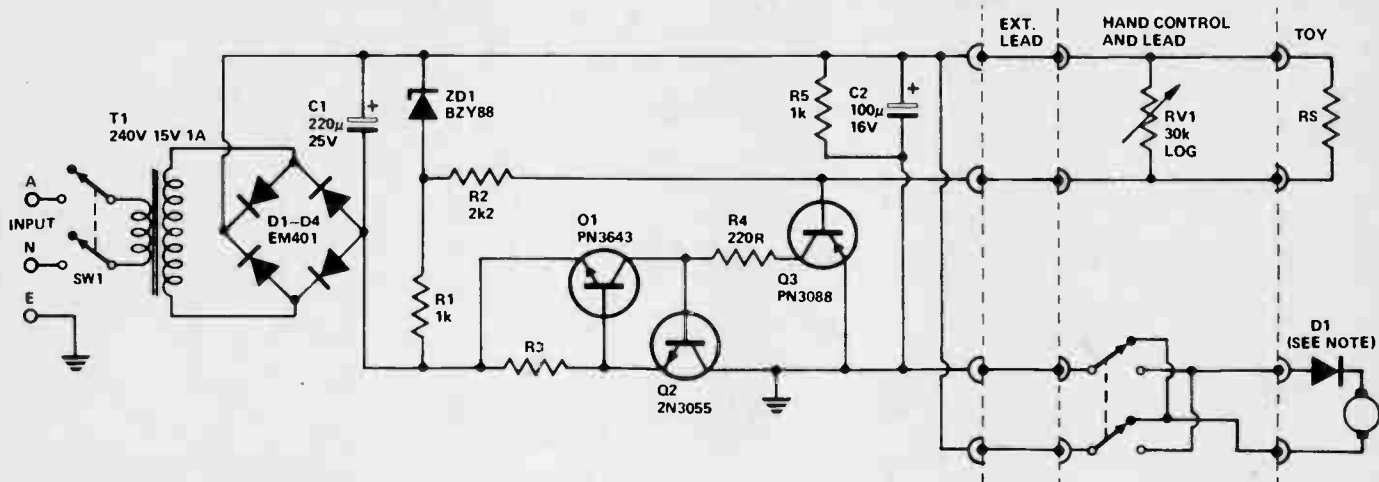 EXT.
LEAD
HAND CONTROL
AND LEAD
TOY
T1
240V 15V 1A
C1
220μ
25V
+
ZD1
BZY88
R5
1k
C2
100μ
16V
+
RV1
30k
LOG
RS
A
INPUT
N
SW1
E
D1-D4
EM401
R2
2k2
Q1
PN3643
R4
220R
Q3
PN3088
R1
1k
R3
Q2
2N3055
D1
(SEE NOTE)